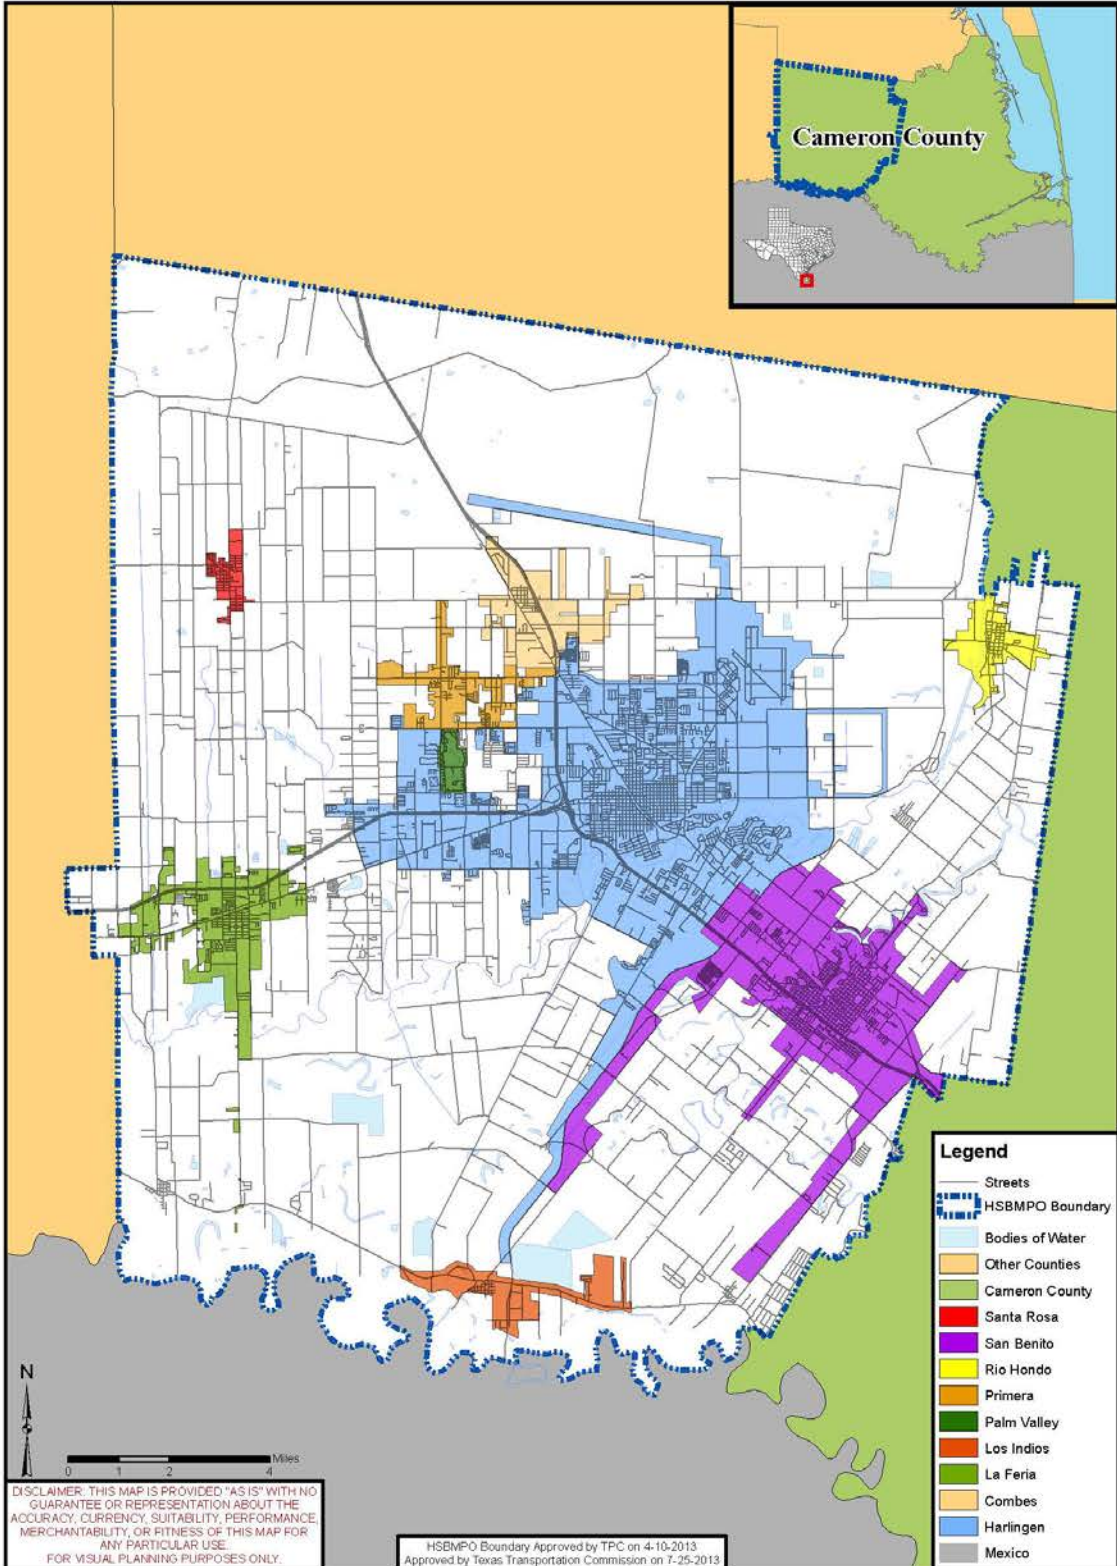 Cameron County
Legend
Streets
HSBMPO Boundary
Bodies of Water
Other Counties
Cameron County
Santa Rosa
San Benito
Rio Hondo
Primera
Palm Valley
Los Indios
La Feria
Combes
Harlingen
Mexico
N
Miles
0 1 2 4
DISCLAIMER: THIS MAP IS PROVIDED "AS IS" WITH NO
GUARANTEE OR REPRESENTATION ABOUT THE
ACCURACY, CURRENCY, SUITABILITY, PERFORMANCE,
MERCHANTABILITY, OR FITNESS OF THIS MAP FOR
ANY PARTICULAR USE.
FOR VISUAL PLANNING PURPOSES ONLY.
HSBMPO Boundary Approved by TPC on 4-10-2013
Approved by Texas Transportation Commission on 7-25-2013